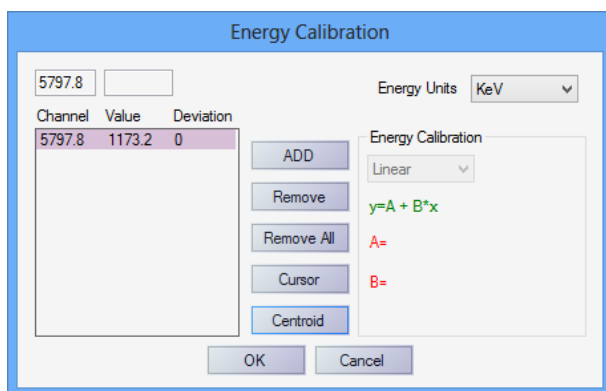 Energy Calibration
5797.8
Energy Units KeV
Channel Value Deviation
5797.8 1173.2 0
ADD
Remove
Remove All
Cursor
Centroid
Energy Calibration
Linear
y=A + B*x
A=
B=
OK Cancel